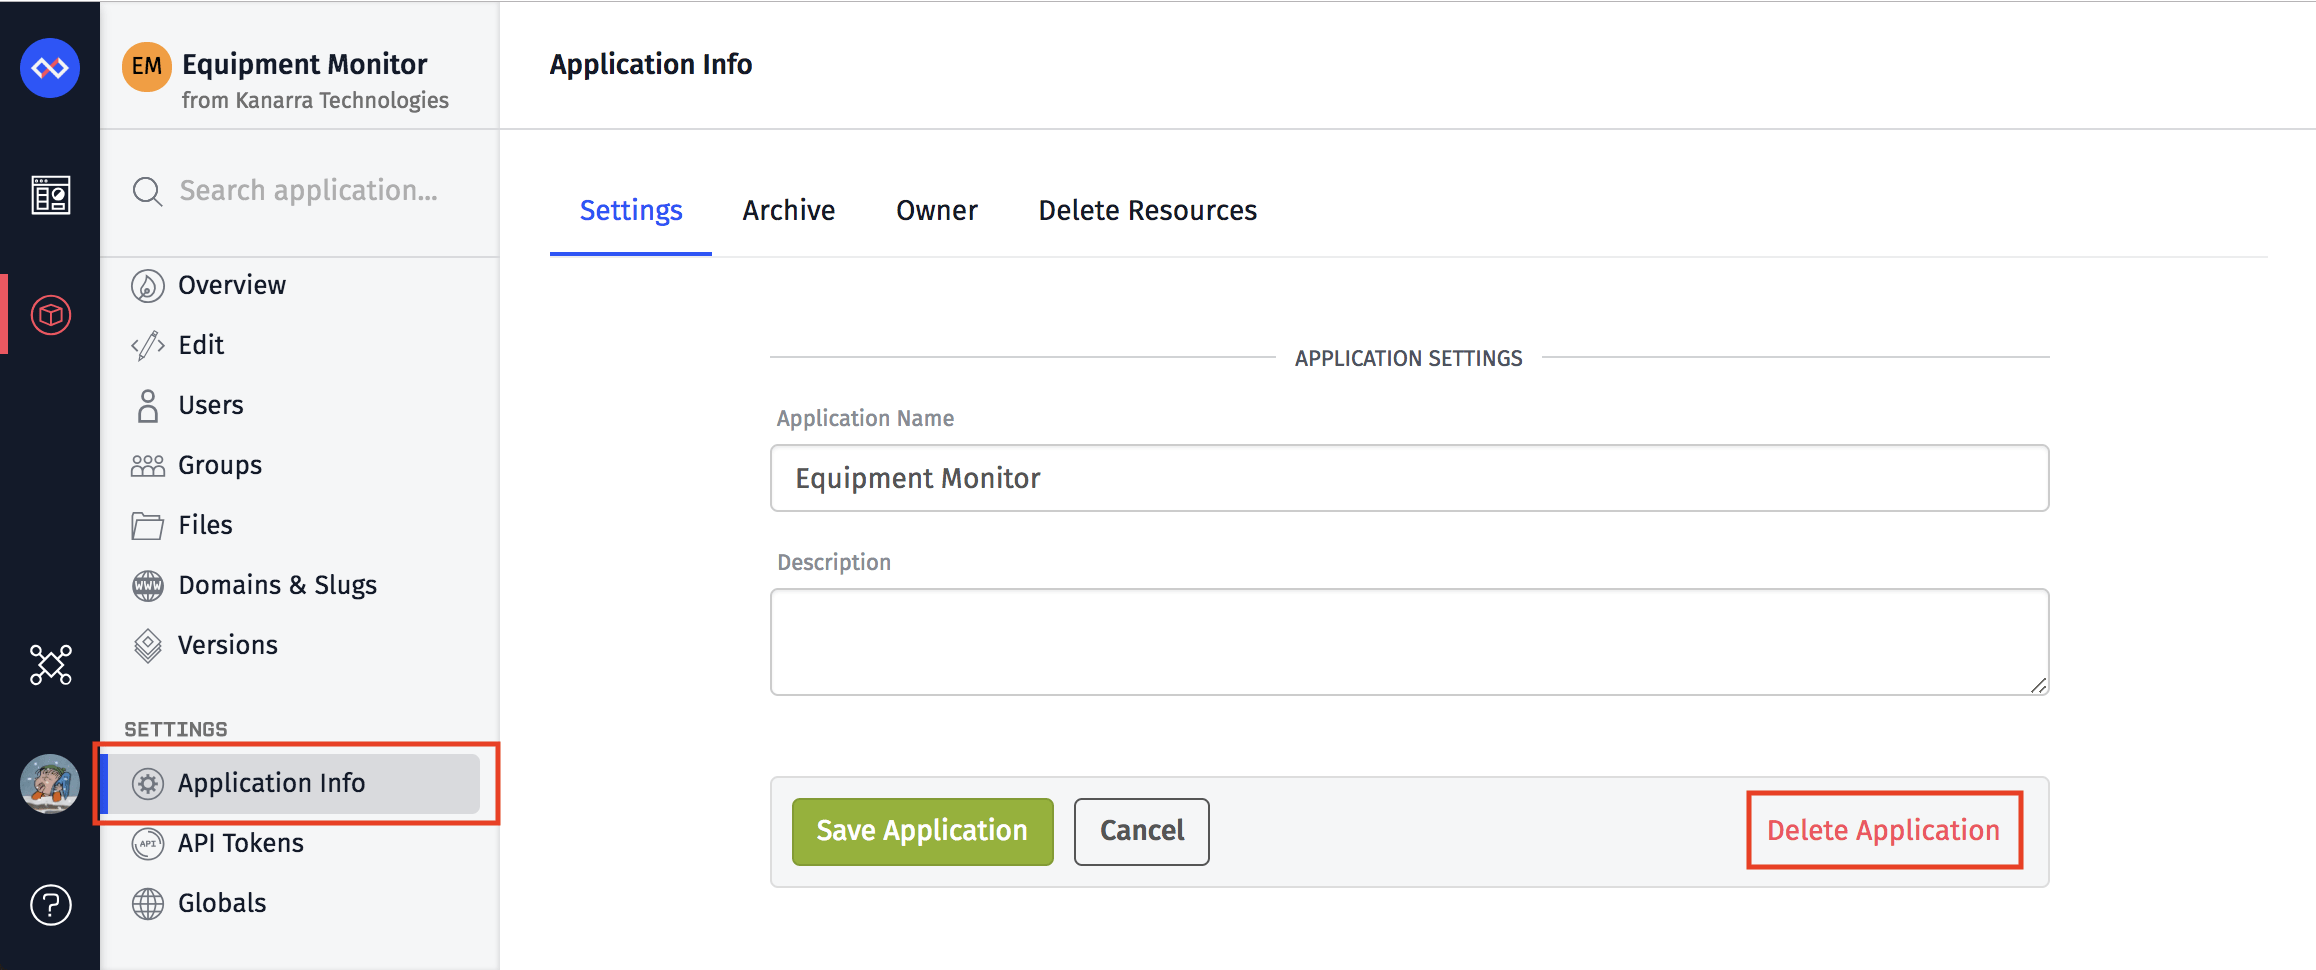 EM
Equipment Monitor
from Kanarra Technologies
Search application...
Overview
Edit
Users
Groups
Files
WWW
Domains & Slugs
Versions
SETTINGS
Application Info
API
API Tokens
Globals
?
Application Info
Settings
Archive
Owner
Delete Resources
APPLICATION SETTINGS
Application Name
Equipment Monitor
Description
Save Application
Cancel
Delete Application